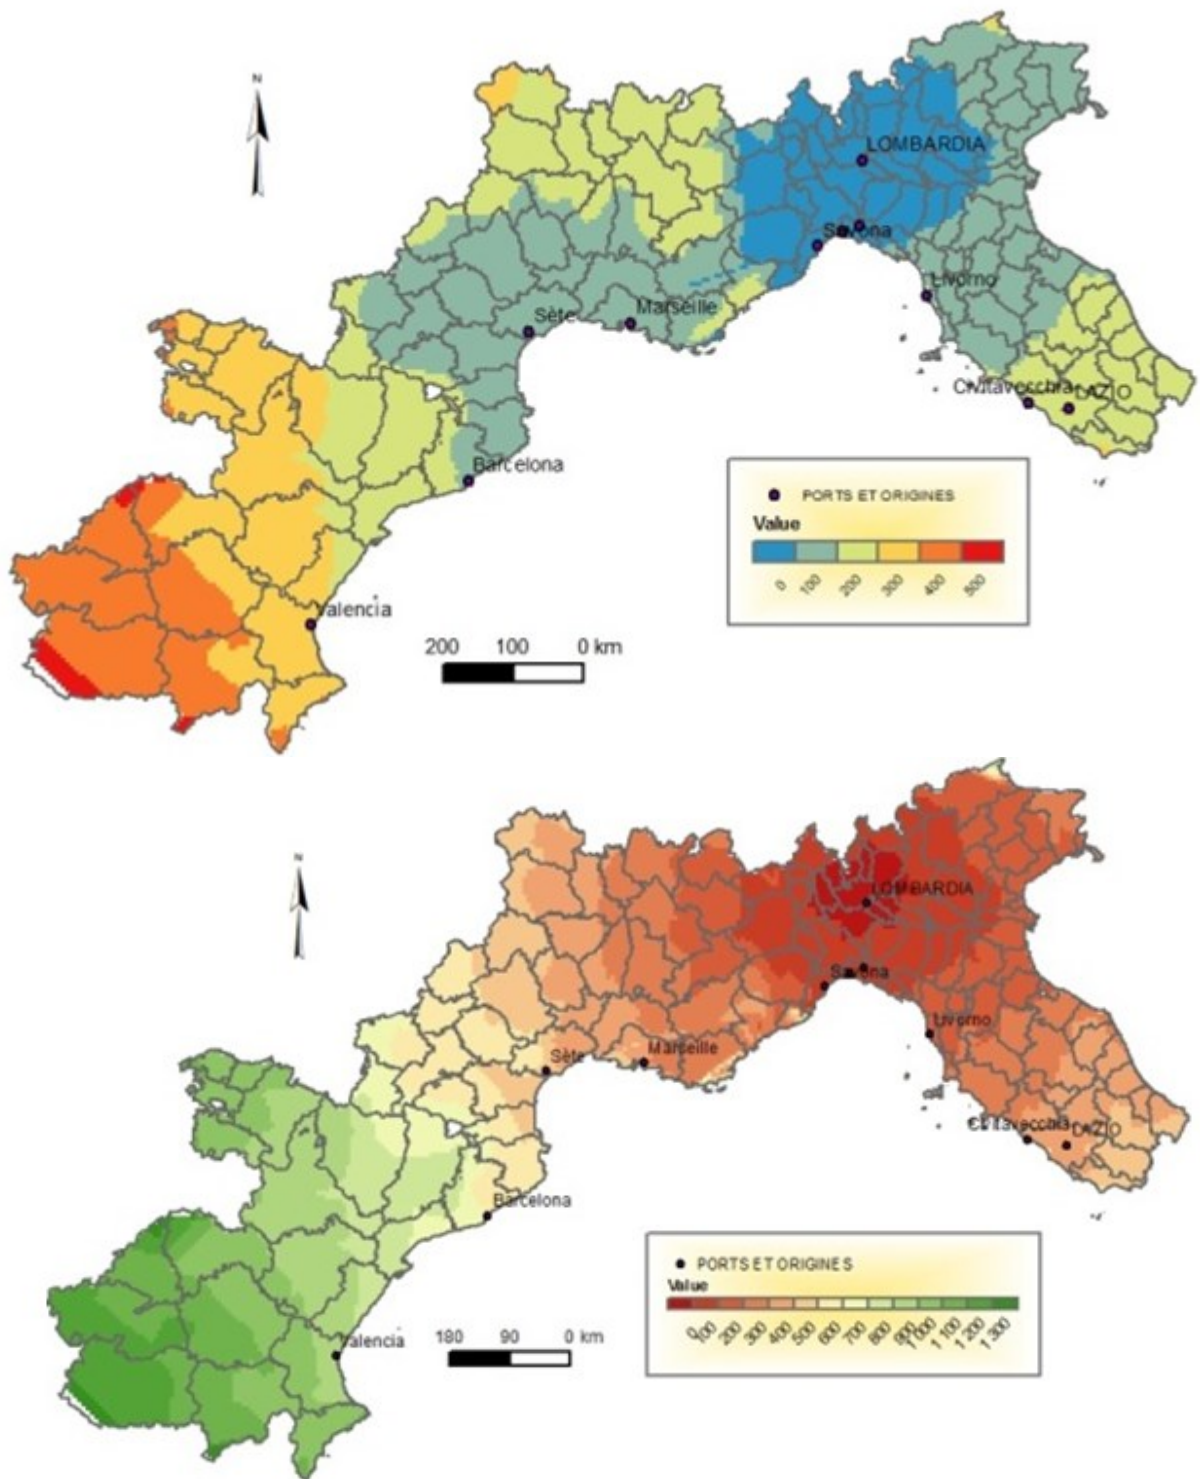 N
LOMBARDIA
Savona
Livorno
Sète
Marseille
Civitavecchia
LAZIO
Barcelona
PORTS ET ORIGINES
Value
0 100 200 300 400 500
Valencia
200 100 0 km
N
LOMBARDIA
Savona
Livorno
Sète
Marseille
Civitavecchia
LAZIO
Barcelona
PORTS ET ORIGINES
Value
0 100 200 300 400 500 600 700 800 900 1 000 1 100 1 200 1 300
Valencia
180 90 0 km